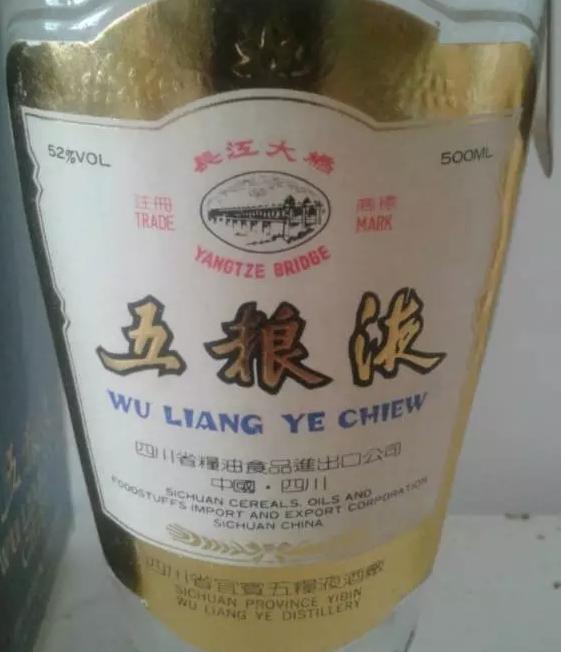 52%VOL
500ML
長江大橋
註冊
TRADE
商標
MARK
YANGTZE BRIDGE
五粮液
WU LIANG YE CHIEW
四川省糧油食品進出口公司
中國·四川
SICHUAN CEREALS, OILS AND
FOODSTUFFS IMPORT AND EXPORT CORPORATION
SICHUAN CHINA
四川省宜賓五糧液酒廠
SICHUAN PROVINCE YIBIN
WU LIANG YE DISTILLERY